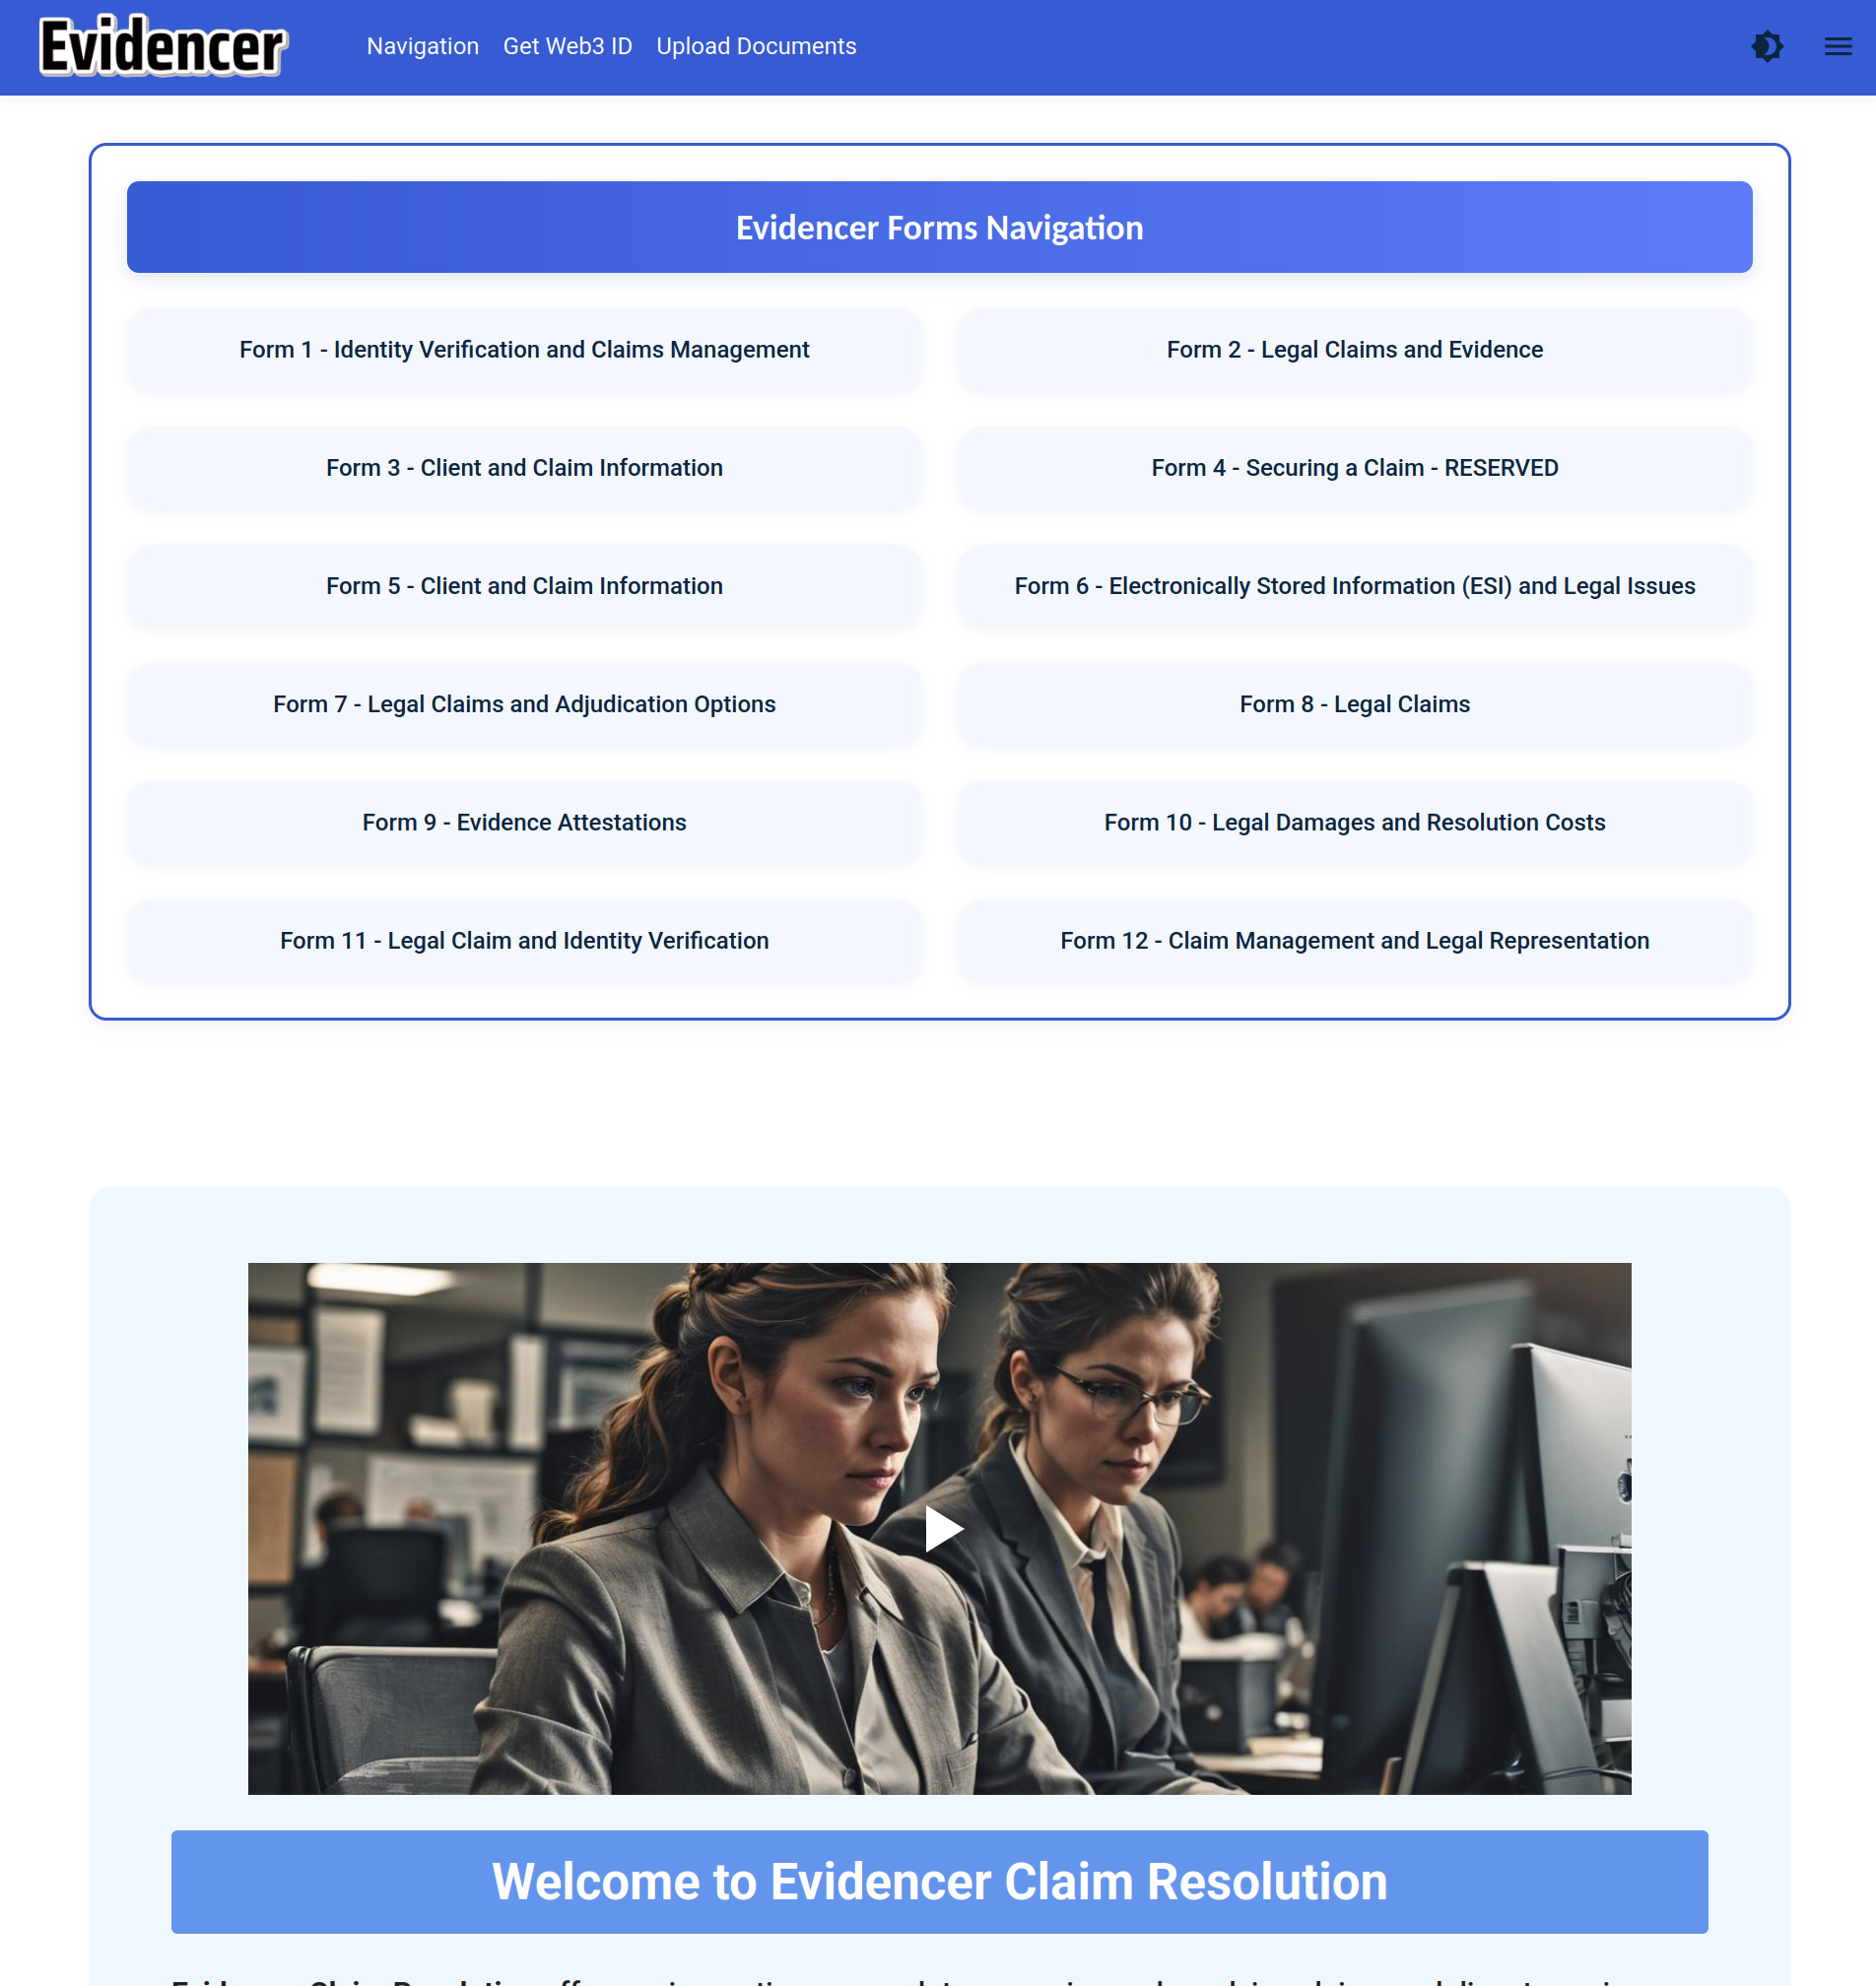 Evidencer
Navigation Get Web3 ID Upload Documents
Evidencer Forms Navigation
Form 1 - Identity Verification and Claims Management
Form 2 - Legal Claims and Evidence
Form 3 - Client and Claim Information
Form 4 - Securing a Claim - RESERVED
Form 5 - Client and Claim Information
Form 6 - Electronically Stored Information (ESI) and Legal Issues
Form 7 - Legal Claims and Adjudication Options
Form 8 - Legal Claims
Form 9 - Evidence Attestations
Form 10 - Legal Damages and Resolution Costs
Form 11 - Legal Claim and Identity Verification
Form 12 - Claim Management and Legal Representation
Welcome to Evidencer Claim Resolution